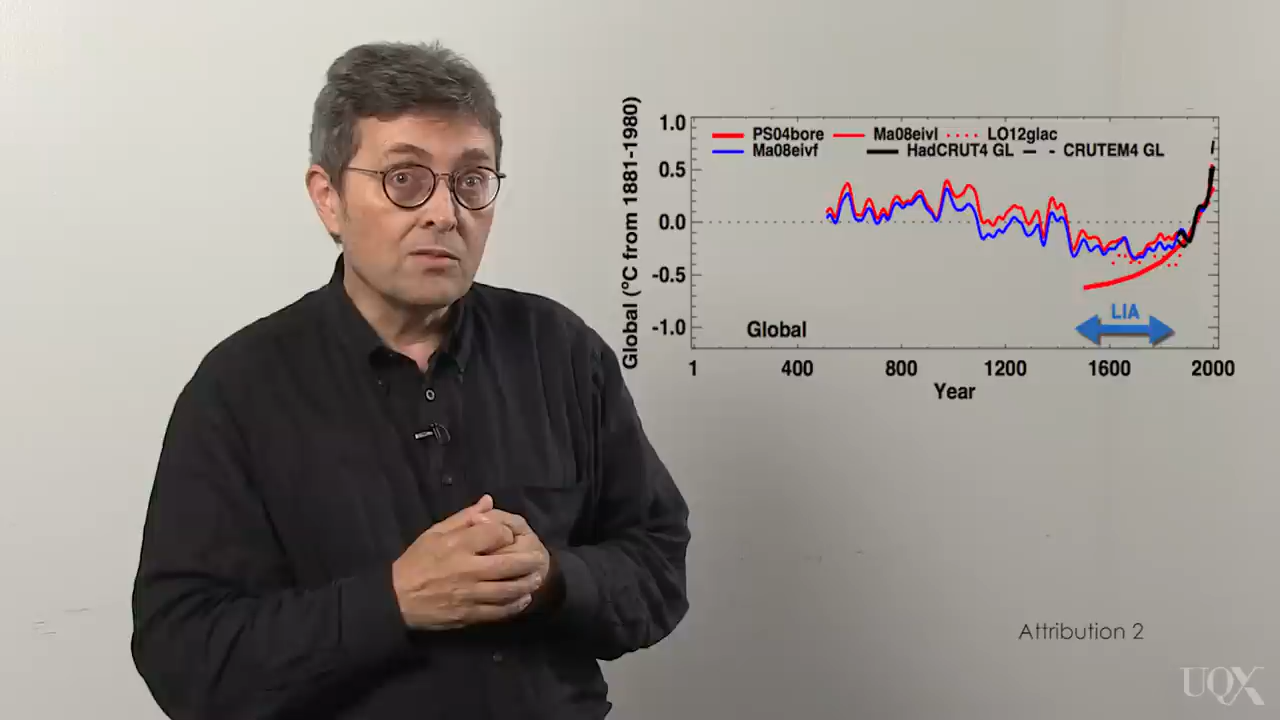 Global (°C from 1881-1980)
1.0
0.5
0.0
-0.5
-1.0
PS04bore Ma08eivl LO12glac
Ma08eivf HadCRUT4 GL CRUTEM4 GL
LIA
Global
1 400 800 1200 1600 2000
Year
Attribution 2
UQX